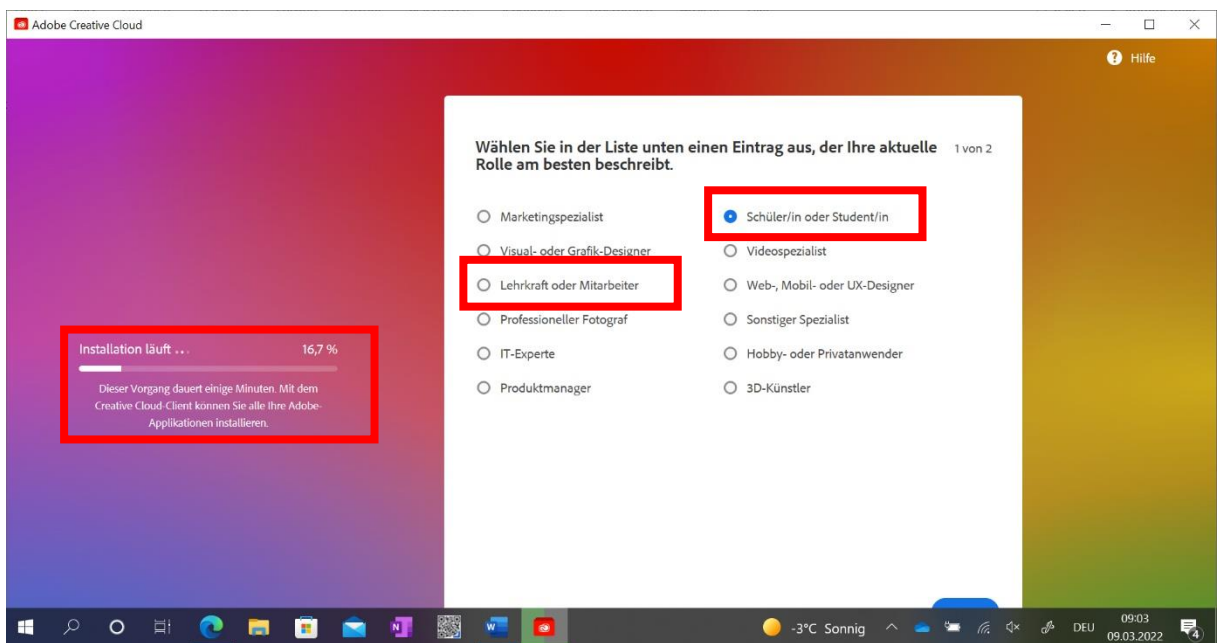 Adobe Creative Cloud
Hilfe
Wählen Sie in der Liste unten einen Eintrag aus, der Ihre aktuelle
Rolle am besten beschreibt.
1 von 2
Marketingspezialist
Schüler/in oder Student/in
Visual- oder Grafik-Designer
Videospezialist
Lehrkraft oder Mitarbeiter
Web-, Mobil- oder UX-Designer
Professioneller Fotograf
Sonstiger Spezialist
IT-Experte
Hobby- oder Privatanwender
Produktmanager
3D-Künstler
Installation läuft ...
16,7 %
Dieser Vorgang dauert einige Minuten. Mit dem
Creative Cloud-Client können Sie alle Ihre Adobe-
Applikationen installieren.
-3°C Sonnig
DEU
09:03
09.03.2022
4